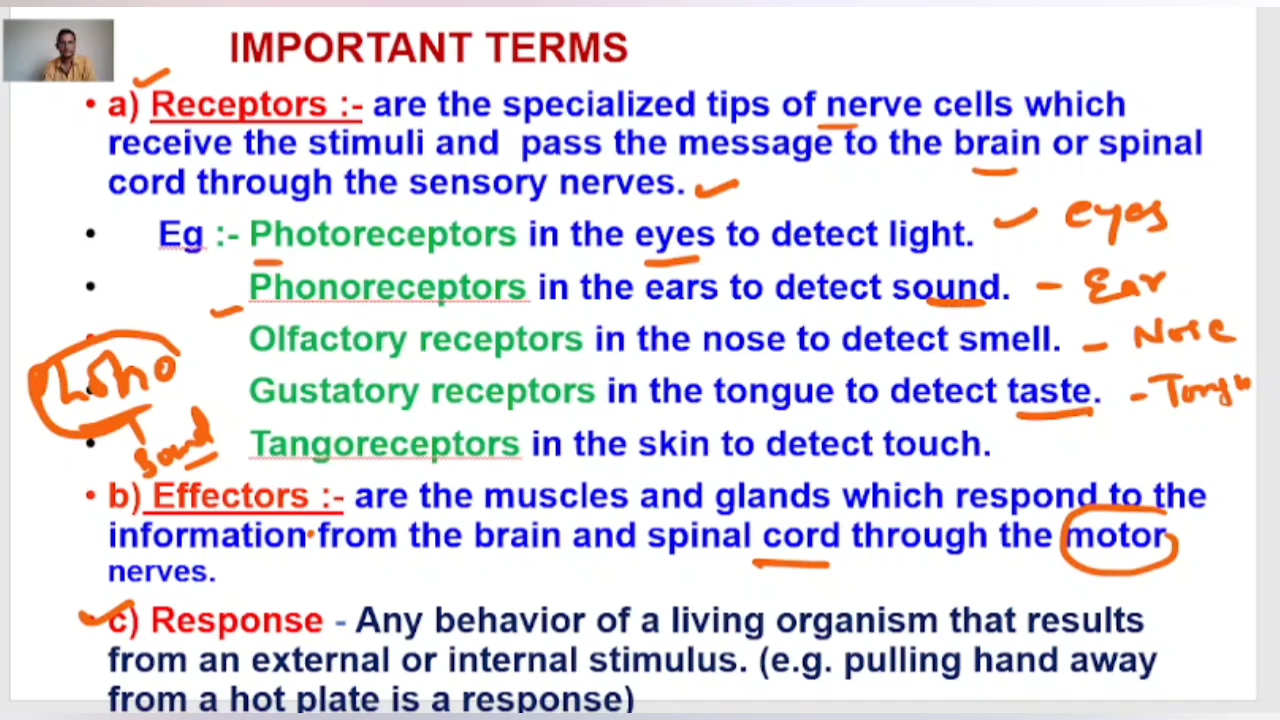 IMPORTANT TERMS
• a) Receptors :- are the specialized tips of nerve cells which
receive the stimuli and pass the message to the brain or spinal
cord through the sensory nerves.
• Eg :- Photoreceptors in the eyes to detect light. eyes
• Phonoreceptors in the ears to detect sound. - Ear
Olfactory receptors in the nose to detect smell. - Nose
Gustatory receptors in the tongue to detect taste. -
• Tangoreceptors in the skin to detect touch.
Sound
• b) Effectors :- are the muscles and glands which respond to the
information from the brain and spinal cord through the motor
nerves.
c) Response - Any behavior of a living organism that results
from an external or internal stimulus. (e.g. pulling hand away
from a hot plate is a response)